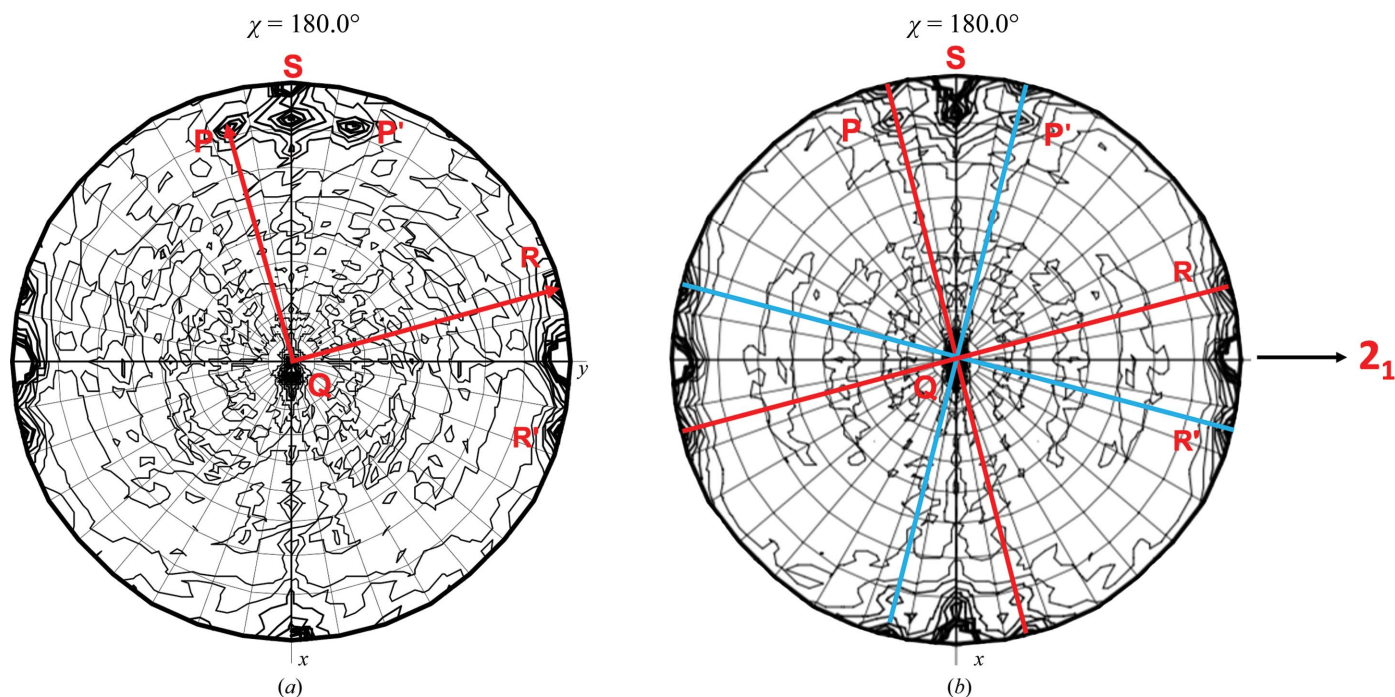 χ = 180.0°
S
P
P'
R
Q
y
R'
x
(a)
χ = 180.0°
S
P
P'
R
Q
2₁
R'
x
(b)